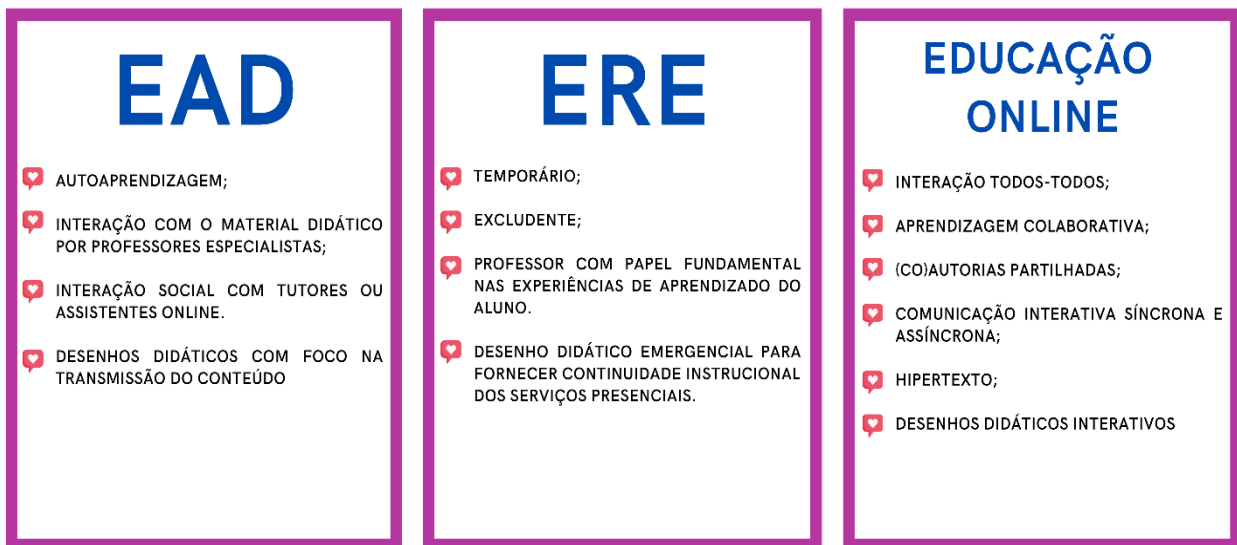 EAD
AUTOAPRENDIZAGEM;
INTERAÇÃO COM O MATERIAL DIDÁTICO
POR PROFESSORES ESPECIALISTAS;
INTERAÇÃO SOCIAL COM TUTORES OU
ASSISTENTES ONLINE.
DESENHOS DIDÁTICOS COM FOCO NA
TRANSMISSÃO DO CONTEÚDO
ERE
TEMPORÁRIO;
EXCLUDENTE;
PROFESSOR COM PAPEL FUNDAMENTAL
NAS EXPERIÊNCIAS DE APRENDIZADO DO
ALUNO.
DESENHO DIDÁTICO EMERGENCIAL PARA
FORNECER CONTINUIDADE INSTRUCIONAL
DOS SERVIÇOS PRESENCIAIS.
EDUCAÇÃO
ONLINE
INTERAÇÃO TODOS-TODOS;
APRENDIZAGEM COLABORATIVA;
(CO)AUTORIAS PARTILHADAS;
COMUNICAÇÃO INTERATIVA SÍNCRONA E
ASSÍNCRONA;
HIPERTEXTO;
DESENHOS DIDÁTICOS INTERATIVOS